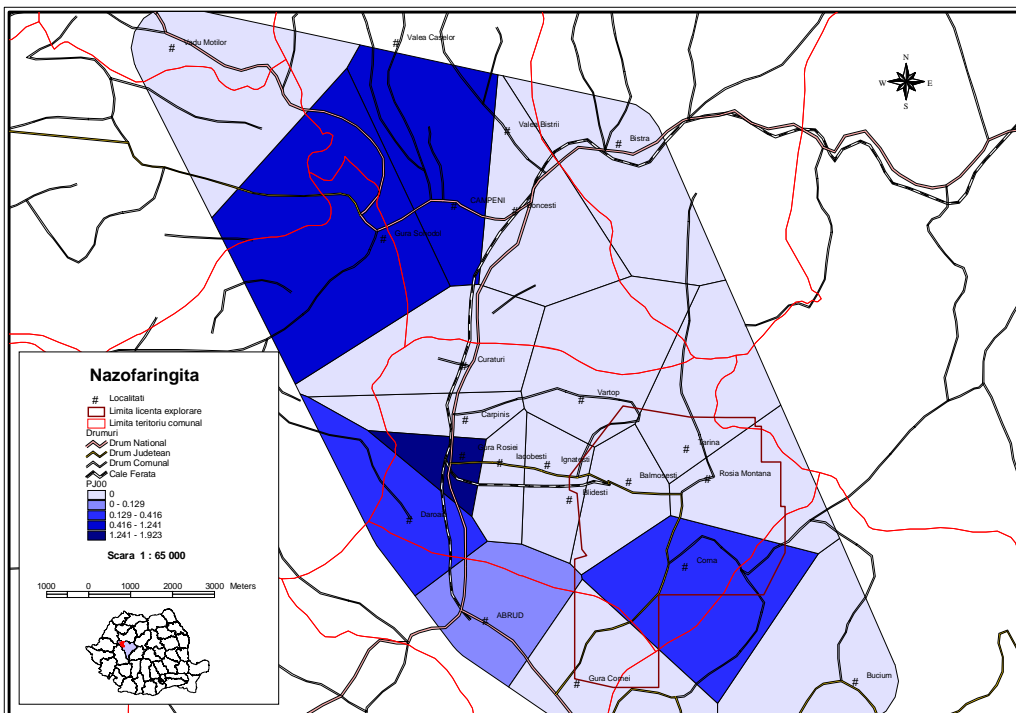 Vadu Motilor
Valea Caselor
N
W E
S
Valea Bistrii
Bistra
CAMPENI
Boncesti
Curaturi
Vartop
Carpinis
Gura Rosiei
Iacobesti
Ignatesti
Tarina
Balmosesti
Rosia Montana
Blidesti
Daroaia
Corna
ABRUD
Gura Cornei
Bucium
Nazofaringita
# Localitati
Limita licenta explorare
Limita teritoriu comunal
Drumuri
Drum National
Drum Judetean
Drum Comunal
Cale Ferata
PJ00
0
0 - 0.129
0.129 - 0.416
0.416 - 1.241
1.241 - 1.923
Scara 1 : 65 000
1000 0 1000 2000 3000 Meters